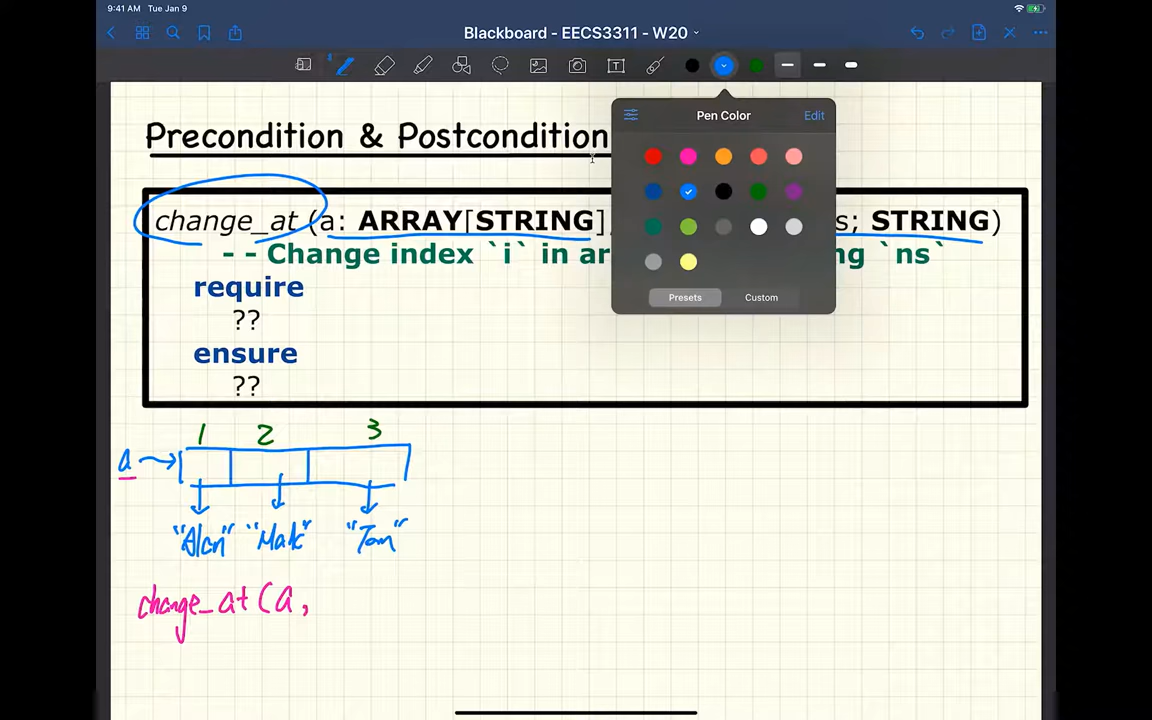 9:41 AM Tue Jan 9
Blackboard - EECS3311 - W20
Pen Color Edit
Precondition & Postcondition
change_at (a: ARRAY[STRING], s; STRING)
-- Change index `i` in ar ng `ns`
require
??
ensure
??
Presets Custom
1 2 3
a
"Alan" "Mark" "Tom"
change_at (a,